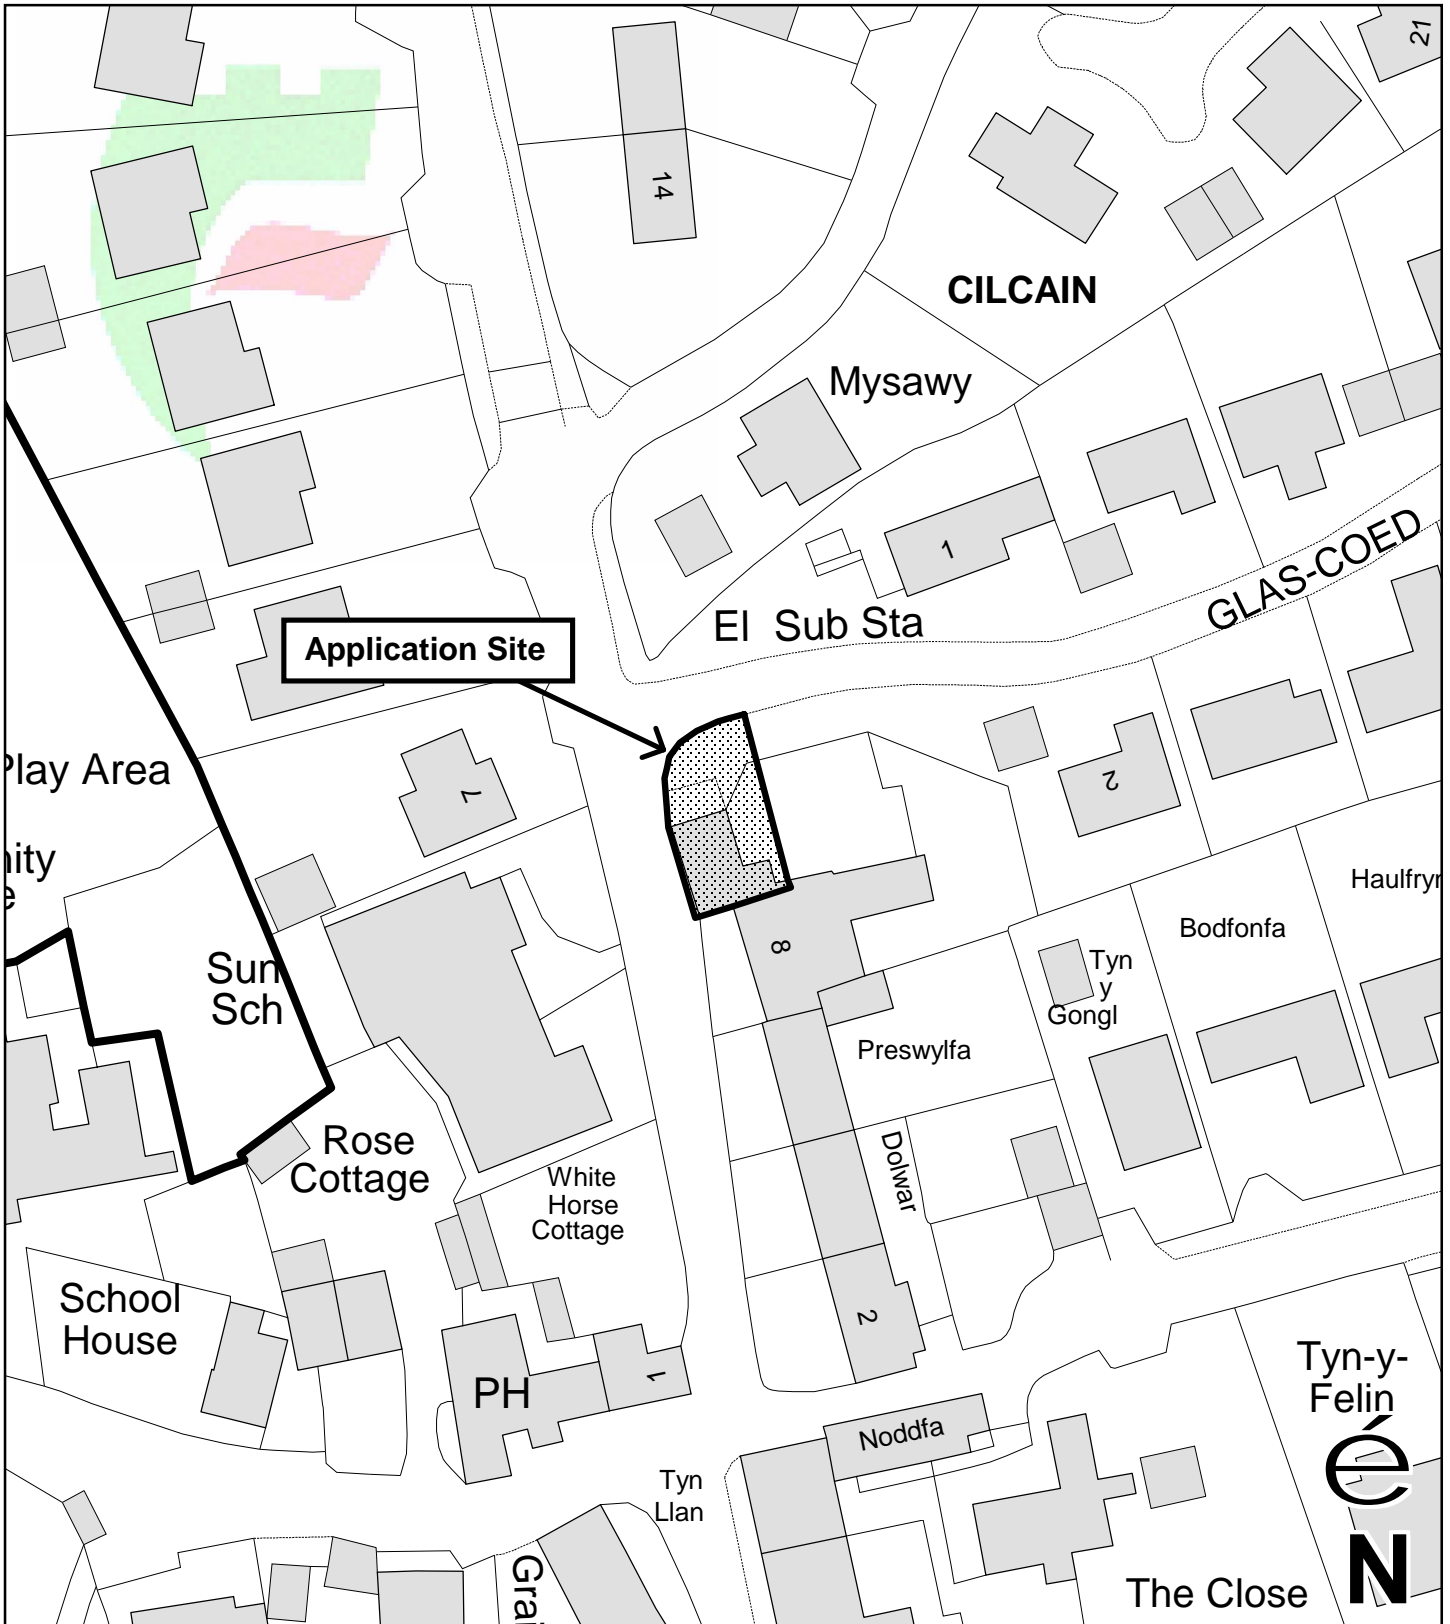 21
14
CILCAIN
Mysawy
1
GLAS-COED
El Sub Sta
Application Site
Play Area
7
2
nity
e
Haulfryn
Bodfonfa
8
Tyn
y
Gongl
Sun
Sch
Preswylfa
Rose
Cottage
Dolwar
White
Horse
Cottage
School
House
2
1
PH
Tyn-y-
Felin
Noddfa
é
Tyn
Llan
N
The Close
Gra